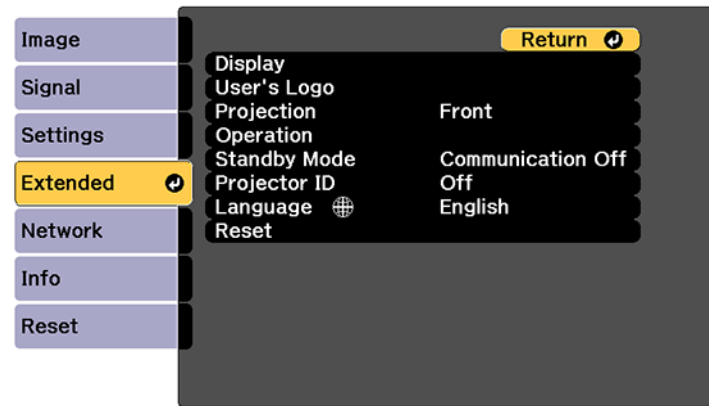 Image
Signal
Settings
Extended
Network
Info
Reset
Return
Display
User's Logo
Projection Front
Operation
Standby Mode Communication Off
Projector ID Off
Language English
Reset